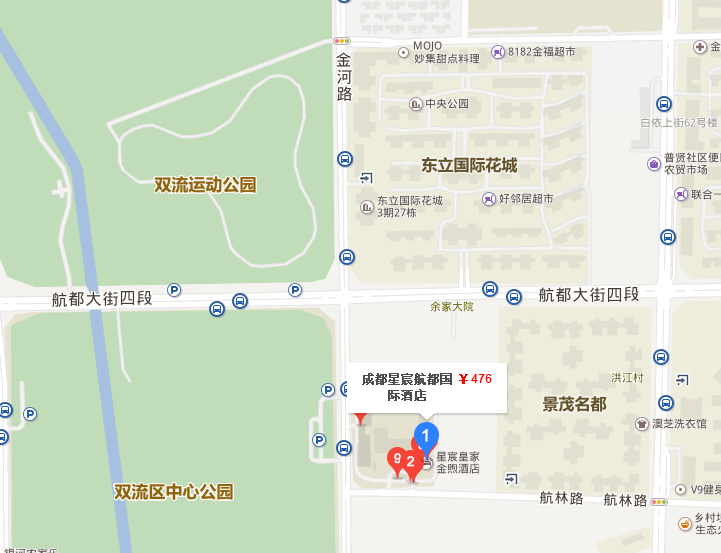 MOJO
妙集甜点料理
8182金福超市
金
金河路
中央公园
白依上街62号楼
东立国际花城
普贤社区便
农贸市场
双流运动公园
联合一
东立国际花城
3期27栋
好邻居超市
P
P
航都大街四段
航都大街四段
余家大院
成都星宸航都国
际酒店
￥476
洪江村
P
P
景茂名都
澳芝洗衣馆
1
9
2
星宸皇家
金煦酒店
P
双流区中心公园
V9健身
航林路
航林路
生态